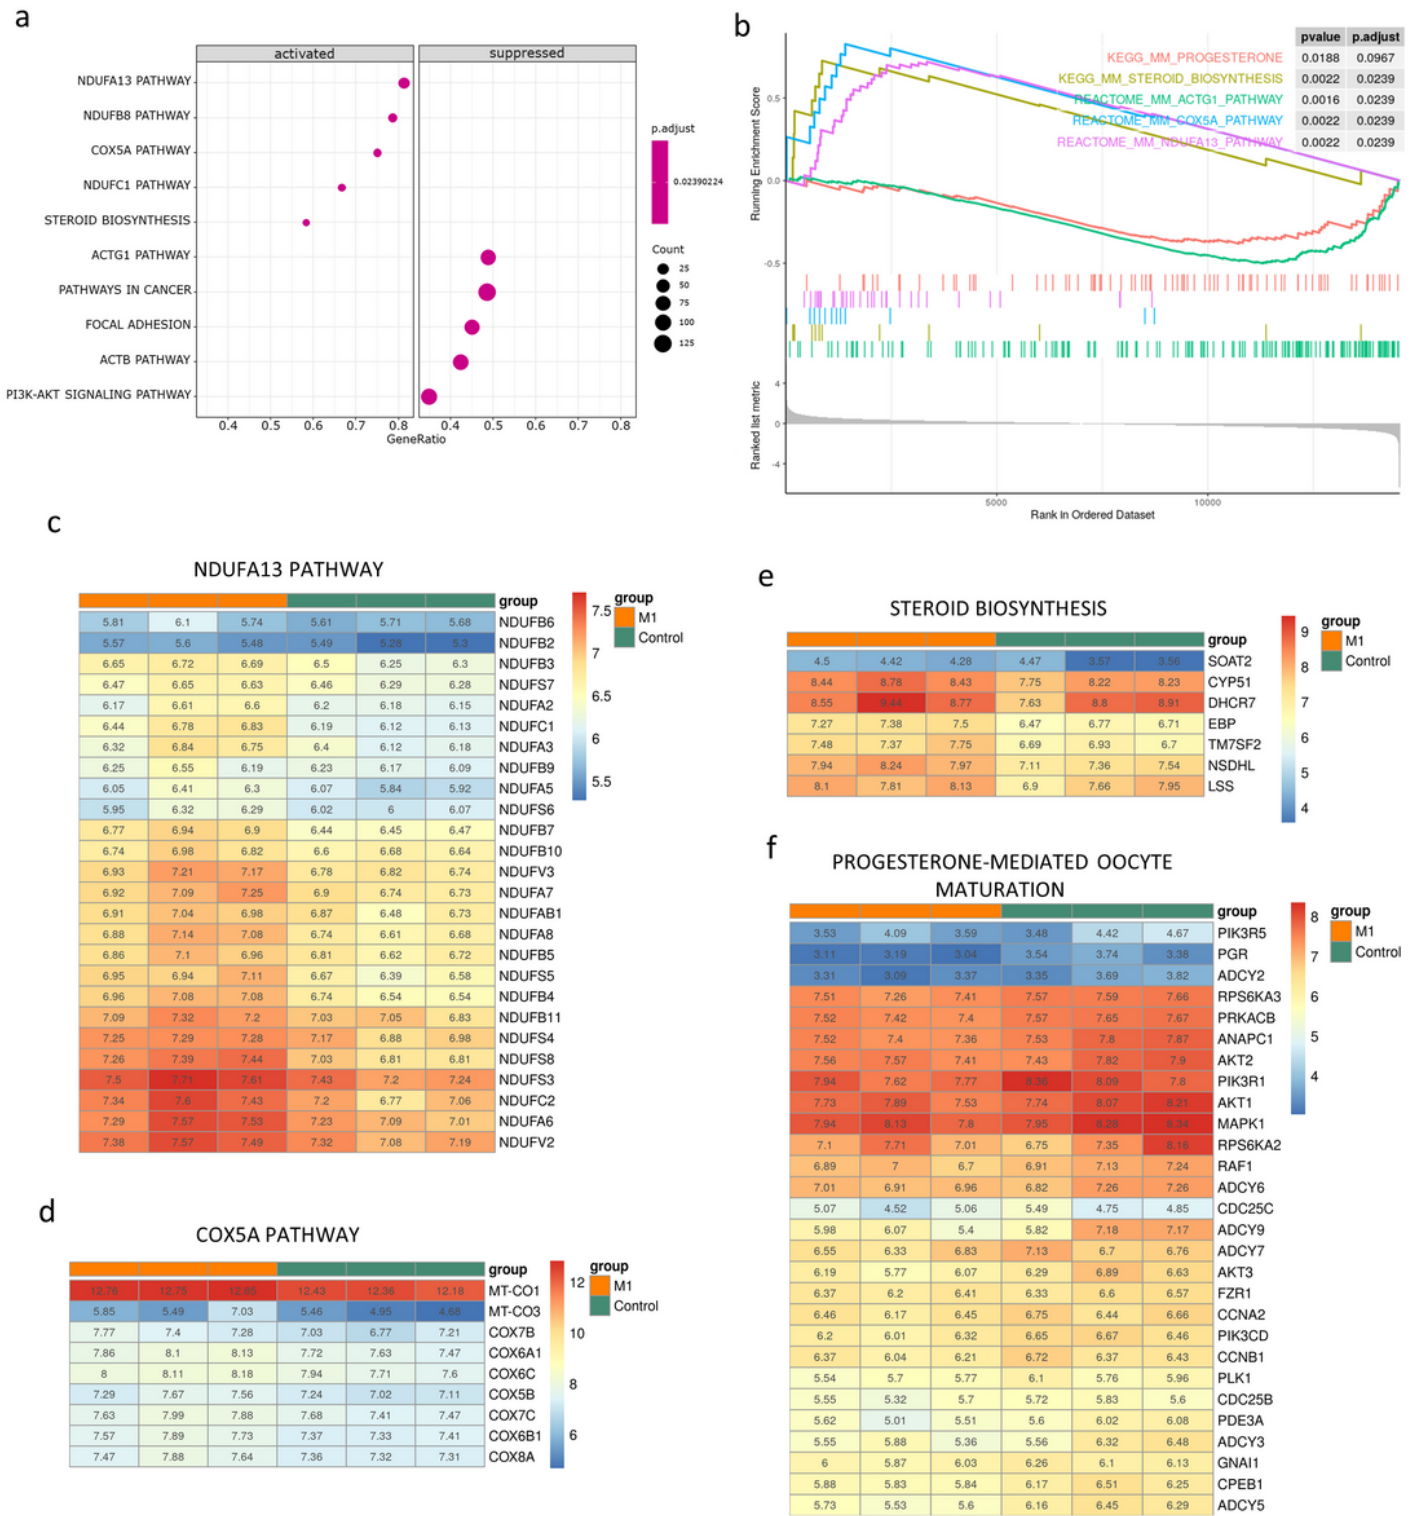 a
activated suppressed
NDUFA13 PATHWAY
NDUFB8 PATHWAY
COX5A PATHWAY
NDUFC1 PATHWAY
STEROID BIOSYNTHESIS
ACTG1 PATHWAY
PATHWAYS IN CANCER
FOCAL ADHESION
ACTB PATHWAY
PI3K-AKT SIGNALING PATHWAY
0.4 0.5 0.6 0.7 0.8 0.4 0.5 0.6 0.7 0.8
GeneRatio
p.adjust
0.02390224
Count
25
50
75
100
125
b
pvalue p.adjust
KEGG_MM_PROGESTERONE 0.0188 0.0967
KEGG_MM_STEROID_BIOSYNTHESIS 0.0022 0.0239
REACTOME_MM_ACTG1_PATHWAY 0.0016 0.0239
REACTOME_MM_COX5A_PATHWAY 0.0022 0.0239
REACTOME_MM_NDUFA13_PATHWAY 0.0022 0.0239
Running Enrichment Score
0.5
0.0
-0.5
Ranked list metric
4
0
-4
5000 10000
Rank in Ordered Dataset
c
NDUFA13 PATHWAY
group
5.81 6.1 5.74 5.61 5.71 5.68 NDUFB6
5.57 5.6 5.48 5.49 5.28 5.3 NDUFB2
6.65 6.72 6.69 6.5 6.25 6.3 NDUFB3
6.47 6.65 6.63 6.46 6.29 6.28 NDUFS7
6.17 6.61 6.6 6.2 6.18 6.15 NDUFA2
6.44 6.78 6.83 6.19 6.12 6.13 NDUFC1
6.32 6.84 6.75 6.4 6.12 6.18 NDUFA3
6.25 6.55 6.19 6.23 6.17 6.09 NDUFB9
6.05 6.41 6.3 6.07 5.84 5.92 NDUFA5
5.95 6.32 6.29 6.02 6 6.07 NDUFS6
6.77 6.94 6.9 6.44 6.45 6.47 NDUFB7
6.74 6.98 6.82 6.6 6.68 6.64 NDUFB10
6.93 7.21 7.17 6.78 6.82 6.74 NDUFV3
6.92 7.09 7.25 6.9 6.74 6.73 NDUFA7
6.91 7.04 6.98 6.87 6.48 6.73 NDUFAB1
6.88 7.14 7.08 6.74 6.61 6.68 NDUFA8
6.86 7.1 6.96 6.81 6.62 6.72 NDUFB5
6.95 6.94 7.11 6.67 6.39 6.58 NDUFS5
6.96 7.08 7.08 6.74 6.54 6.54 NDUFB4
7.09 7.32 7.2 7.03 7.05 6.83 NDUFB11
7.25 7.29 7.28 7.17 6.88 6.98 NDUFS4
7.26 7.39 7.44 7.03 6.81 6.81 NDUFS8
7.5 7.71 7.61 7.43 7.2 7.24 NDUFS3
7.34 7.6 7.43 7.2 6.77 7.06 NDUFC2
7.29 7.57 7.53 7.23 7.09 7.01 NDUFA6
7.38 7.57 7.49 7.32 7.08 7.19 NDUFV2
7.5
7
6.5
6
5.5
group
M1
Control
d
COX5A PATHWAY
group
12.76 12.75 12.85 12.43 12.36 12.18 MT-CO1
5.85 5.49 7.03 5.46 4.95 4.68 MT-CO3
7.77 7.4 7.28 7.03 6.77 7.21 COX7B
7.86 8.1 8.13 7.72 7.63 7.47 COX6A1
8 8.11 8.18 7.94 7.71 7.6 COX6C
7.29 7.67 7.56 7.24 7.02 7.11 COX5B
7.63 7.99 7.88 7.68 7.41 7.47 COX7C
7.57 7.89 7.73 7.37 7.33 7.41 COX6B1
7.47 7.88 7.64 7.36 7.32 7.31 COX8A
12
10
8
6
group
M1
Control
e
STEROID BIOSYNTHESIS
group
4.5 4.42 4.28 4.47 3.57 3.56 SOAT2
8.44 8.78 8.43 7.75 8.22 8.23 CYP51
8.55 9.44 8.77 7.63 8.8 8.91 DHCR7
7.27 7.38 7.5 6.47 6.77 6.71 EBP
7.48 7.37 7.75 6.69 6.93 6.7 TM7SF2
7.94 8.24 7.97 7.11 7.36 7.54 NSDHL
8.1 7.81 8.13 6.9 7.66 7.95 LSS
9
8
7
6
5
4
group
M1
Control
f
PROGESTERONE-MEDIATED OOCYTE
MATURATION
group
3.53 4.09 3.59 3.48 4.42 4.67 PIK3R5
3.11 3.19 3.04 3.54 3.74 3.38 PGR
3.31 3.09 3.37 3.35 3.69 3.82 ADCY2
7.51 7.26 7.41 7.57 7.59 7.66 RPS6KA3
7.52 7.42 7.4 7.57 7.65 7.67 PRKACB
7.52 7.4 7.36 7.53 7.8 7.87 ANAPC1
7.56 7.57 7.41 7.43 7.82 7.9 AKT2
7.94 7.62 7.77 8.36 8.09 7.8 PIK3R1
7.73 7.89 7.53 7.74 8.07 8.21 AKT1
7.94 8.13 7.8 7.95 8.28 8.34 MAPK1
7.1 7.71 7.01 6.75 7.35 8.16 RPS6KA2
6.89 7 6.7 6.91 7.13 7.24 RAF1
7.01 6.91 6.96 6.82 7.26 7.26 ADCY6
5.07 4.52 5.06 5.49 4.75 4.85 CDC25C
5.98 6.07 5.4 5.82 7.18 7.17 ADCY9
6.55 6.33 6.83 7.13 6.7 6.76 ADCY7
6.19 5.77 6.07 6.29 6.89 6.63 AKT3
6.37 6.2 6.41 6.33 6.6 6.57 FZR1
6.46 6.17 6.45 6.75 6.44 6.66 CCNA2
6.2 6.01 6.32 6.65 6.67 6.46 PIK3CD
6.37 6.04 6.21 6.72 6.37 6.43 CCNB1
5.54 5.7 5.77 6.1 5.76 5.96 PLK1
5.55 5.32 5.7 5.72 5.83 5.6 CDC25B
5.62 5.01 5.51 5.6 6.02 6.08 PDE3A
5.55 5.88 5.36 5.56 6.32 6.48 ADCY3
6 5.87 6.03 6.26 6.1 6.13 GNAI1
5.88 5.83 5.84 6.17 6.51 6.25 CPEB1
5.73 5.53 5.6 6.16 6.45 6.29 ADCY5
8
7
6
5
4
group
M1
Control